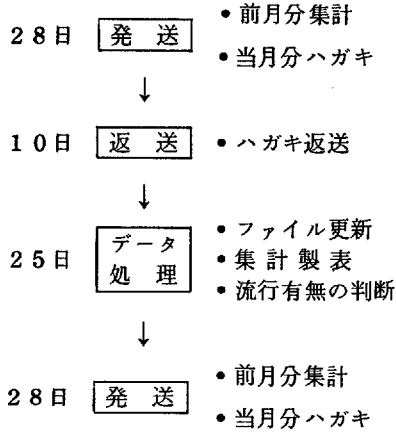 • 前月分集計
28日 発送
• 当月分ハガキ
↓
10日 返送 • ハガキ返送
↓
• ファイル更新
25日 データ処理 • 集計製表
• 流行有無の判断
↓
• 前月分集計
28日 発送
• 当月分ハガキ